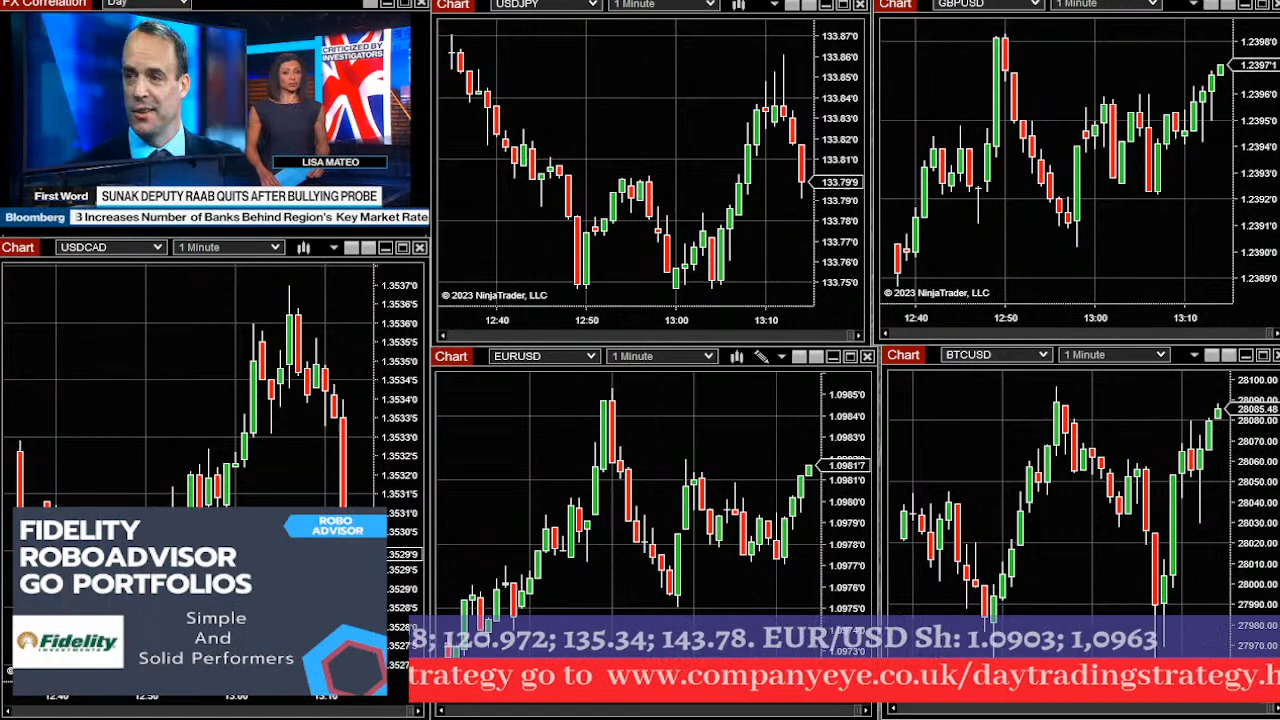 FX Correlation
Day
CRITICIZED BY
INVESTIGATORS
LISA MATEO
First Word
SUNAK DEPUTY RAAB QUITS AFTER BULLYING PROBE
Bloomberg
3 Increases Number of Banks Behind Region's Key Market Rate
Chart
USDJPY
1 Minute
133.87'0
133.86'0
133.85'0
133.84'0
133.82'0
133.81'0
133.79'9
133.79'0
133.78'0
133.77'0
133.76'0
133.75'0
© 2023 NinjaTrader, LLC
12:40
12:50
13:00
13:10
Chart
GBPUSD
1 Minute
1.2398'0
1.2397'1
1.2396'0
1.2395'0
1.2394'0
1.2393'0
1.2392'0
1.2391'0
1.2390'0
1.2389'0
© 2023 NinjaTrader, LLC
12:40
12:50
13:00
13:10
Chart
USDCAD
1 Minute
1.3537'0
1.3536'5
1.3536'0
1.3535'0
1.3534'5
1.3533'5
1.3533'0
1.3532'0
1.3531'5
1.3531'0
1.3530'5
.3529'9
.3529'5
.3529'0
.3528'0
12:40
12:50
13:00
13:10
FIDELITY
ROBOADVISOR
GO PORTFOLIOS
ROBO
ADVISOR
Simple
And
Solid Performers
Fidelity
INVESTMENTS
Chart
EURUSD
1 Minute
1.0985'0
1.0984'0
1.0983'0
1.0981'7
1.0981'0
1.0980'0
1.0979'0
1.0978'0
1.0976'0
1.0975'0
Chart
BTCUSD
1 Minute
28100.00
28090.00
28085.48
28070.00
28060.00
28050.00
28040.00
28030.00
28020.00
28010.00
28000.00
27990.00
27980.00
27970.00
8; 120.972; 135.34; 143.78. EUR/USD Sh: 1.0903; 1,0963
trategy go to www.companyeye.co.uk/daytradingstrategy.h